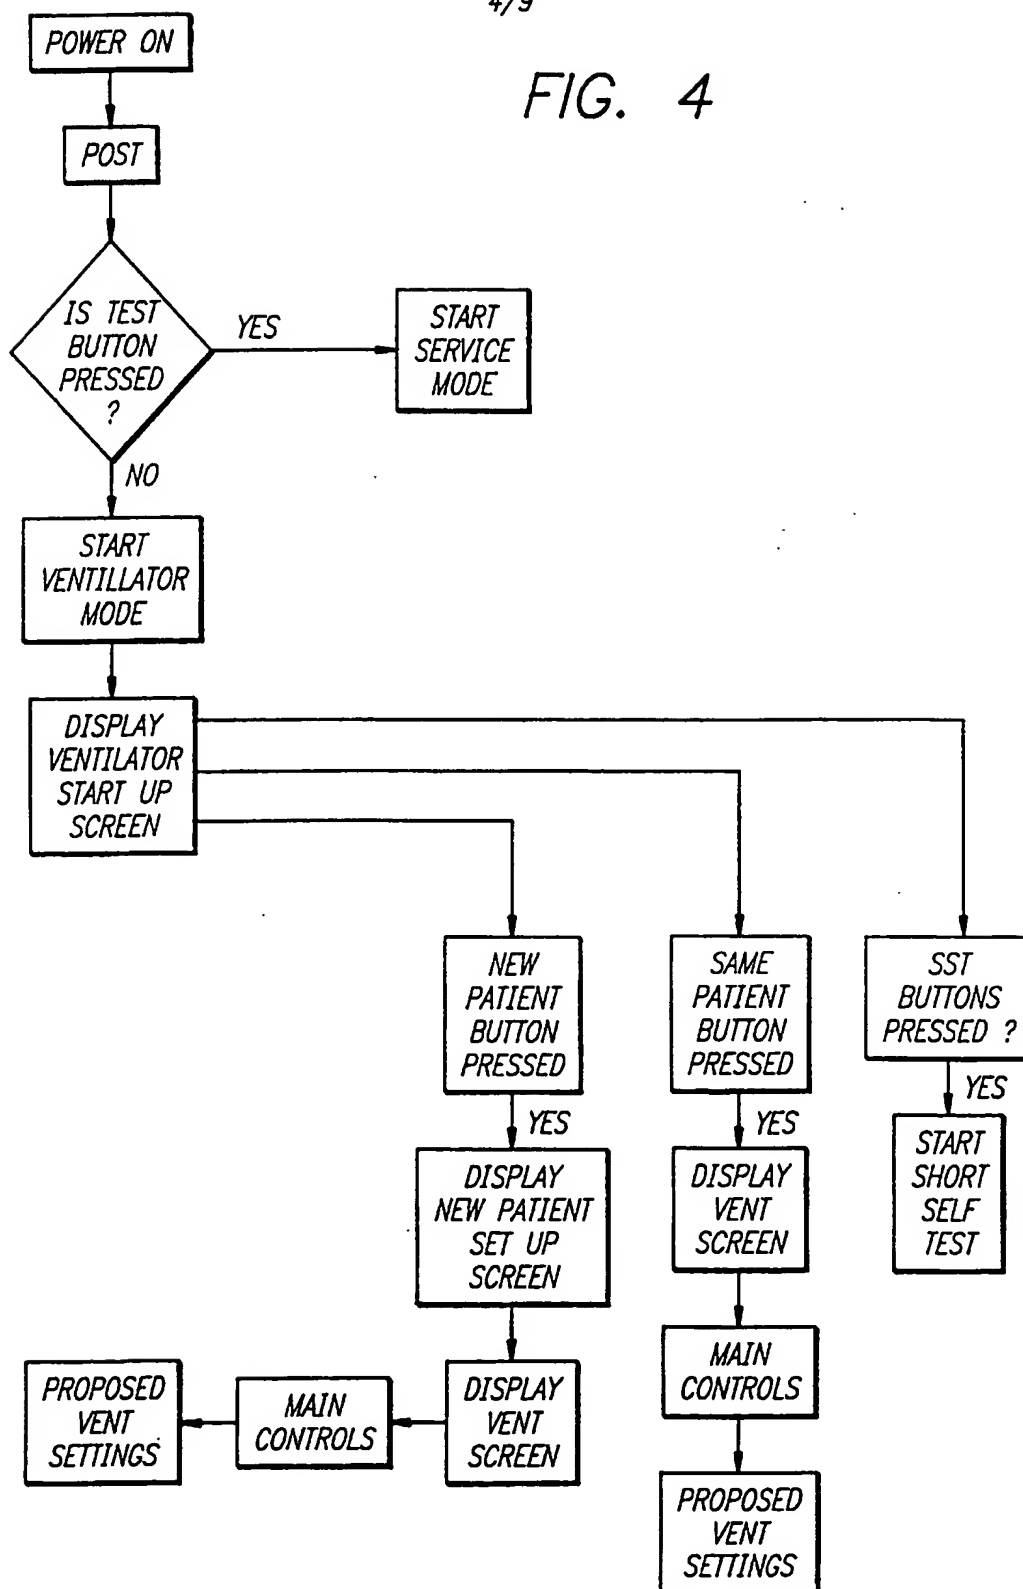 4/9
FIG. 4
POWER ON
POST
IS TEST
BUTTON
PRESSED
?
YES
START
SERVICE
MODE
NO
START
VENTILLATOR
MODE
DISPLAY
VENTILATOR
START UP
SCREEN
NEW
PATIENT
BUTTON
PRESSED
SAME
PATIENT
BUTTON
PRESSED
SST
BUTTONS
PRESSED ?
YES
YES
YES
DISPLAY
NEW PATIENT
SET UP
SCREEN
DISPLAY
VENT
SCREEN
START
SHORT
SELF
TEST
PROPOSED
VENT
SETTINGS
MAIN
CONTROLS
DISPLAY
VENT
SCREEN
MAIN
CONTROLS
PROPOSED
VENT
SETTINGS